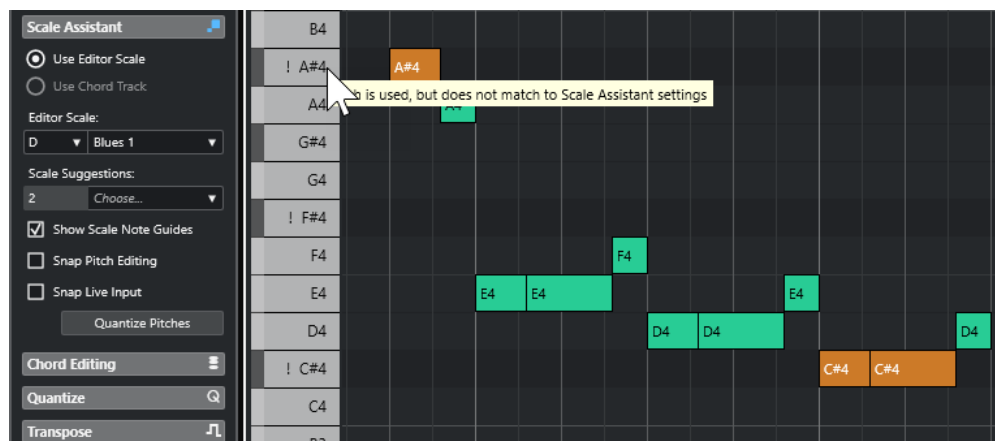 Scale Assistant
Use Editor Scale
Use Chord Track
Editor Scale:
D Blues 1
Scale Suggestions:
2 Choose...
Show Scale Note Guides
Snap Pitch Editing
Snap Live Input
Quantize Pitches
Chord Editing
Quantize Q
Transpose
B4
! A#4 A#4
is used, but does not match to Scale Assistant settings
A4 A4
G#4
G4
! F#4
F4 F4
E4 E4 E4 E4
D4 D4 D4 D4
! C#4 C#4 C#4
C4